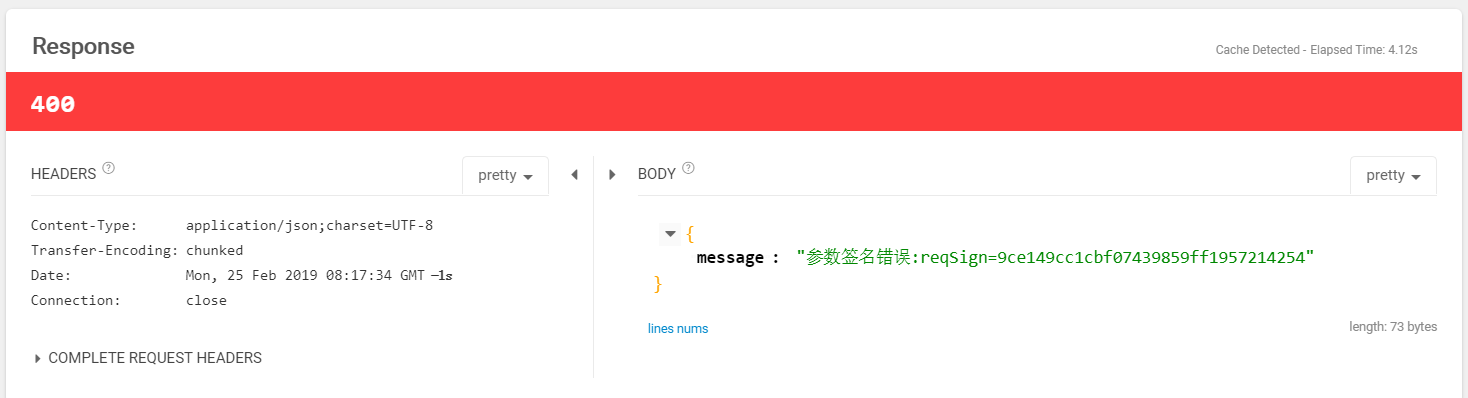 Response
Cache Detected - Elapsed Time: 4.12s
400
HEADERS ?
pretty
BODY ?
pretty
Content-Type: application/json;charset=UTF-8
Transfer-Encoding: chunked
Date: Mon, 25 Feb 2019 08:17:34 GMT −1s
Connection: close
{
message : "参数签名错误:reqSign=9ce149cc1cbf07439859ff1957214254"
}
lines nums
length: 73 bytes
COMPLETE REQUEST HEADERS